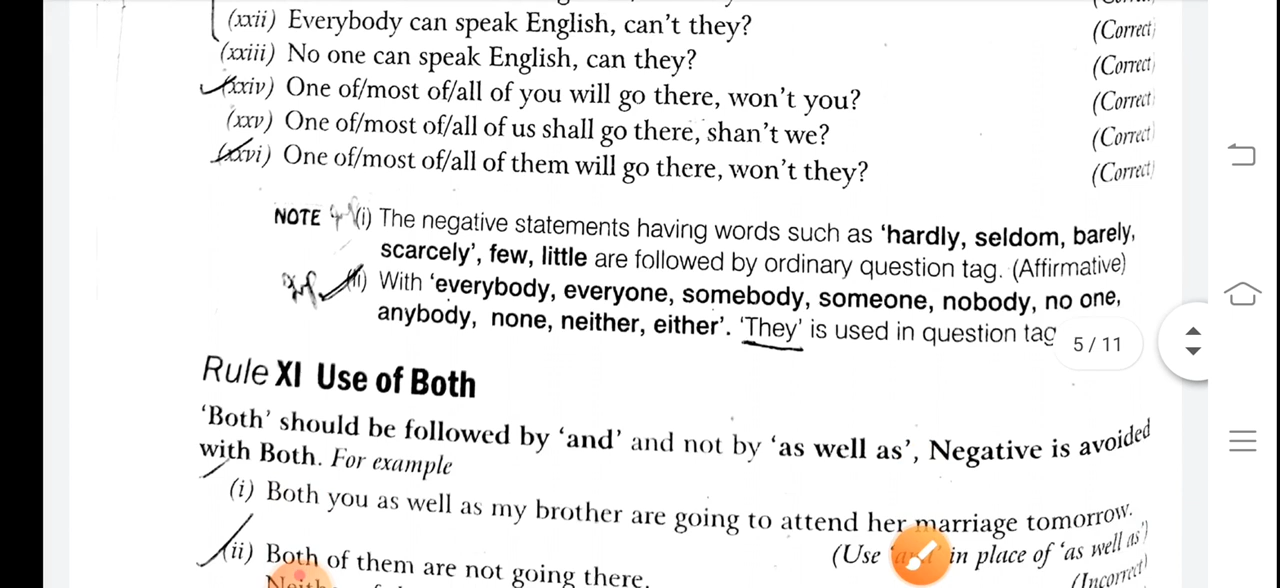 (xxii) Everybody can speak English, can't they? (Correct)
(xxiii) No one can speak English, can they? (Correct)
(xxiv) One of/most of/all of you will go there, won't you? (Correct)
(xxv) One of/most of/all of us shall go there, shan't we? (Correct)
(xxvi) One of/most of/all of them will go there, won't they? (Correct)
NOTE (i) The negative statements having words such as 'hardly, seldom, barely,
scarcely', few, little are followed by ordinary question tag. (Affirmative)
(ii) With 'everybody, everyone, somebody, someone, nobody, no one,
anybody, none, neither, either'. 'They' is used in question tag
5 / 11
Rule XI Use of Both
'Both' should be followed by 'and' and not by 'as well as', Negative is avoided
with Both. For example
(i) Both you as well as my brother are going to attend her marriage tomorrow.
(Use in place of 'as well as')
(ii) Both of them are not going there. (Incorrect)